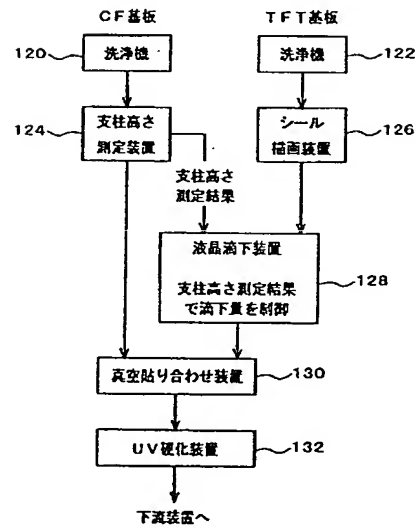 CF基板
TFT基板
120
洗浄機
洗浄機
122
124
支柱高さ
測定装置
シール
描画装置
126
支柱高さ
測定結果
液晶滴下装置
支柱高さ測定結果
で滴下量を制御
128
真空貼り合わせ装置
130
UV硬化装置
132
下流装置へ